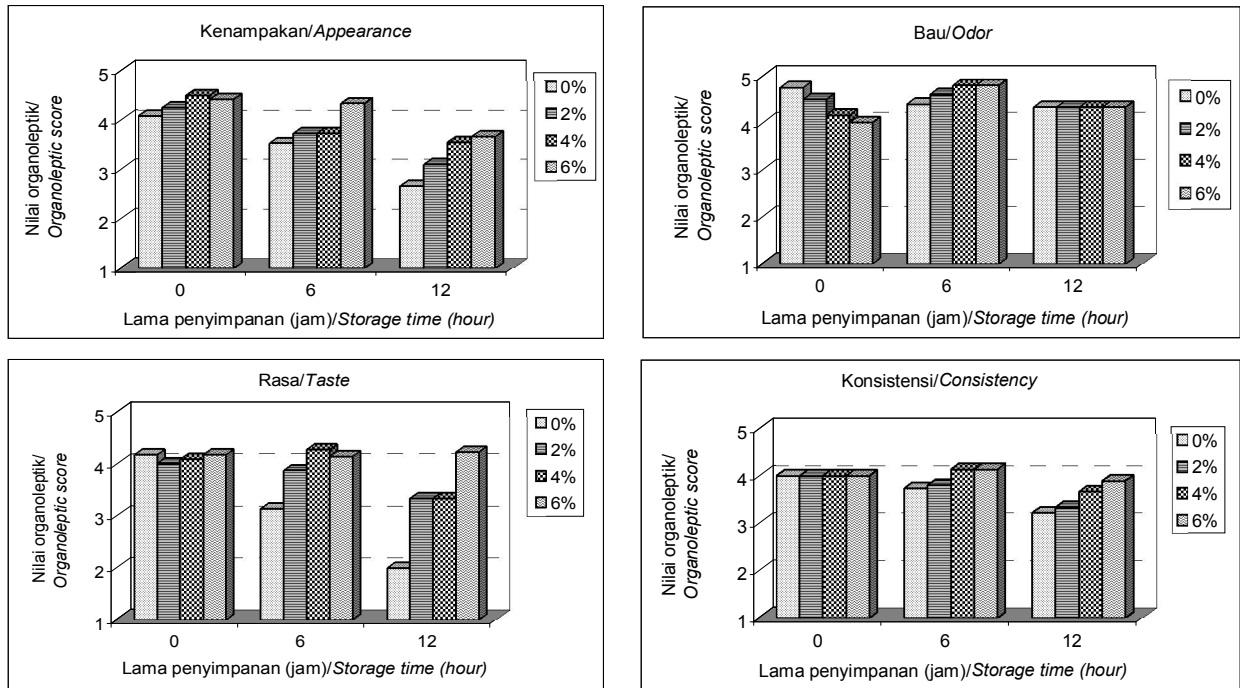 Kenampakan/Appearance
Nilai organoleptik/
Organoleptic score
5
4
3
2
1
0 6 12
Lama penyimpanan (jam)/Storage time (hour)
0%
2%
4%
6%
Bau/Odor
Nilai organoleptik/
Organoleptic score
5
4
3
2
1
0 6 12
Lama penyimpanan (jam)/Storage time (hour)
0%
2%
4%
6%
Rasa/Taste
Nilai organoleptik/
Organoleptic score
5
4
3
2
1
0 6 12
Lama penyimpanan (jam)/Storage time (hour)
0%
2%
4%
6%
Konsistensi/Consistency
Nilai organoleptik/
Organoleptic score
5
4
3
2
1
0 6 12
Lama penyimpanan (jam)/Storage time (hour)
0%
2%
4%
6%